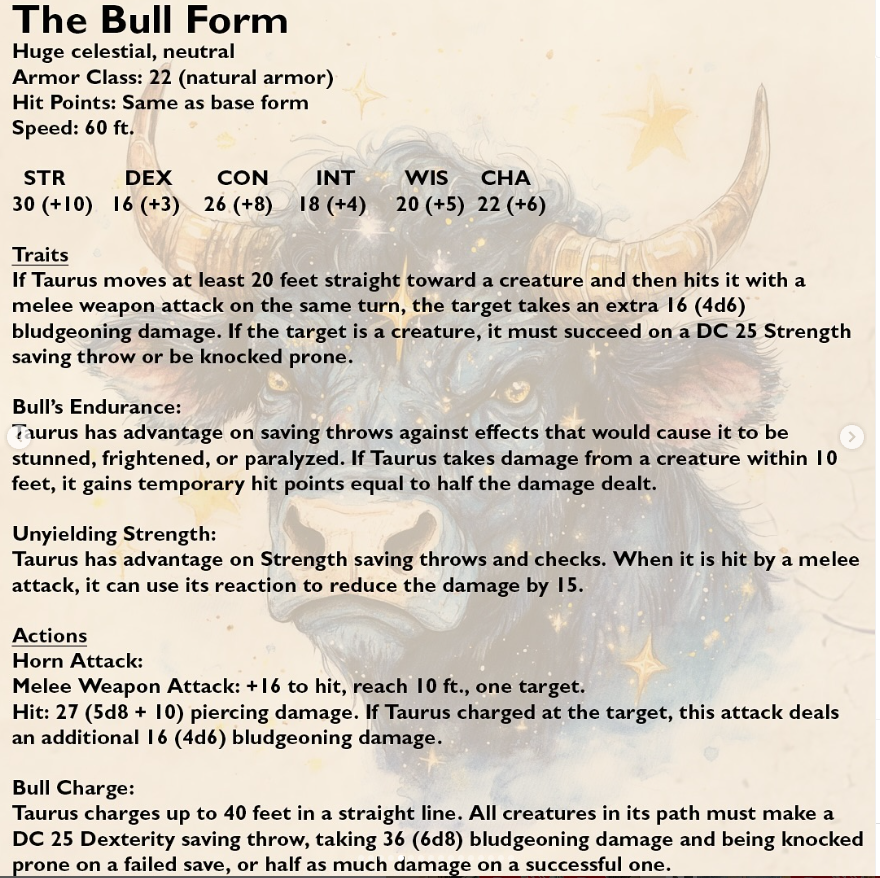 The Bull Form
Huge celestial, neutral
Armor Class: 22 (natural armor)
Hit Points: Same as base form
Speed: 60 ft.
STR DEX CON INT WIS CHA
30 (+10) 16 (+3) 26 (+8) 18 (+4) 20 (+5) 22 (+6)
Traits
If Taurus moves at least 20 feet straight toward a creature and then hits it with a
melee weapon attack on the same turn, the target takes an extra 16 (4d6)
bludgeoning damage. If the target is a creature, it must succeed on a DC 25 Strength
saving throw or be knocked prone.
Bull's Endurance:
Taurus has advantage on saving throws against effects that would cause it to be
stunned, frightened, or paralyzed. If Taurus takes damage from a creature within 10
feet, it gains temporary hit points equal to half the damage dealt.
Unyielding Strength:
Taurus has advantage on Strength saving throws and checks. When it is hit by a melee
attack, it can use its reaction to reduce the damage by 15.
Actions
Horn Attack:
Melee Weapon Attack: +16 to hit, reach 10 ft., one target.
Hit: 27 (5d8 + 10) piercing damage. If Taurus charged at the target, this attack deals
an additional 16 (4d6) bludgeoning damage.
Bull Charge:
Taurus charges up to 40 feet in a straight line. All creatures in its path must make a
DC 25 Dexterity saving throw, taking 36 (6d8) bludgeoning damage and being knocked
prone on a failed save, or half as much damage on a successful one.